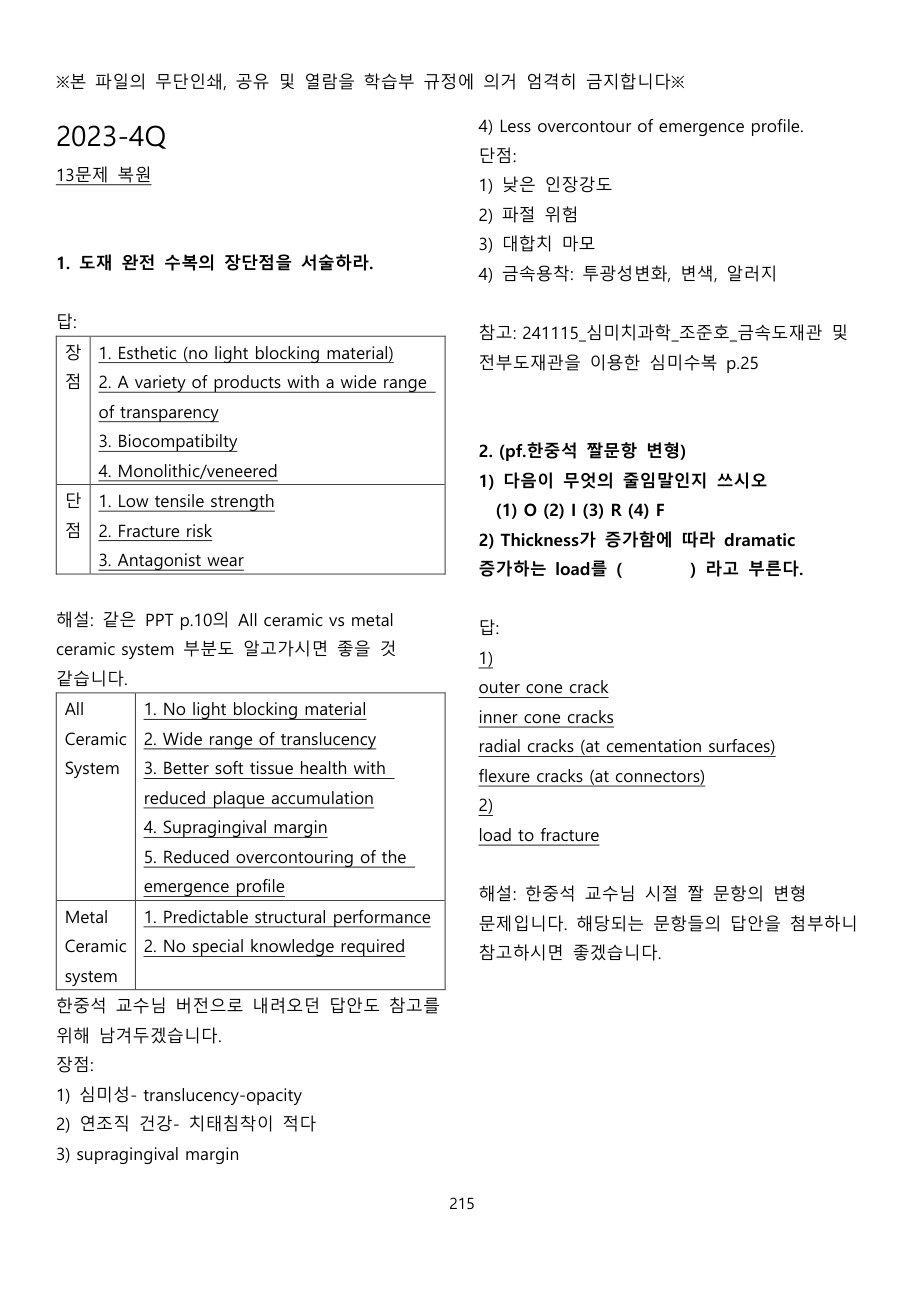 ※본 파일의 무단인쇄, 공유 및 열람을 학습부 규정에 의거 엄격히 금지합니다※
2023-4Q
13문제 복원
1. 도재 완전 수복의 장단점을 서술하라.
답:
장점
1. Esthetic (no light blocking material)
2. A variety of products with a wide range
of transparency
3. Biocompatibilty
4. Monolithic/veneered
단점
1. Low tensile strength
2. Fracture risk
3. Antagonist wear
해설: 같은 PPT p.10의 All ceramic vs metal
ceramic system 부분도 알고가시면 좋을 것
같습니다.
All
Ceramic
System
1. No light blocking material
2. Wide range of translucency
3. Better soft tissue health with
reduced plaque accumulation
4. Supragingival margin
5. Reduced overcontouring of the
emergence profile
Metal
Ceramic
system
1. Predictable structural performance
2. No special knowledge required
한중석 교수님 버전으로 내려오던 답안도 참고를
위해 남겨두겠습니다.
장점:
1) 심미성- translucency-opacity
2) 연조직 건강- 치태침착이 적다
3) supragingival margin
4) Less overcontour of emergence profile.
단점:
1) 낮은 인장강도
2) 파절 위험
3) 대합치 마모
4) 금속용착: 투광성변화, 변색, 알러지
참고: 241115_심미치과학_조준호_금속도재관 및
전부도재관을 이용한 심미수복 p.25
2. (pf.한중석 짤문항 변형)
1) 다음이 무엇의 줄임말인지 쓰시오
(1) O (2) I (3) R (4) F
2) Thickness가 증가함에 따라 dramatic
증가하는 load를 (          ) 라고 부른다.
답:
1)
outer cone crack
inner cone cracks
radial cracks (at cementation surfaces)
flexure cracks (at connectors)
2)
load to fracture
해설: 한중석 교수님 시절 짤 문항의 변형
문제입니다. 해당되는 문항들의 답안을 첨부하니
참고하시면 좋겠습니다.
215